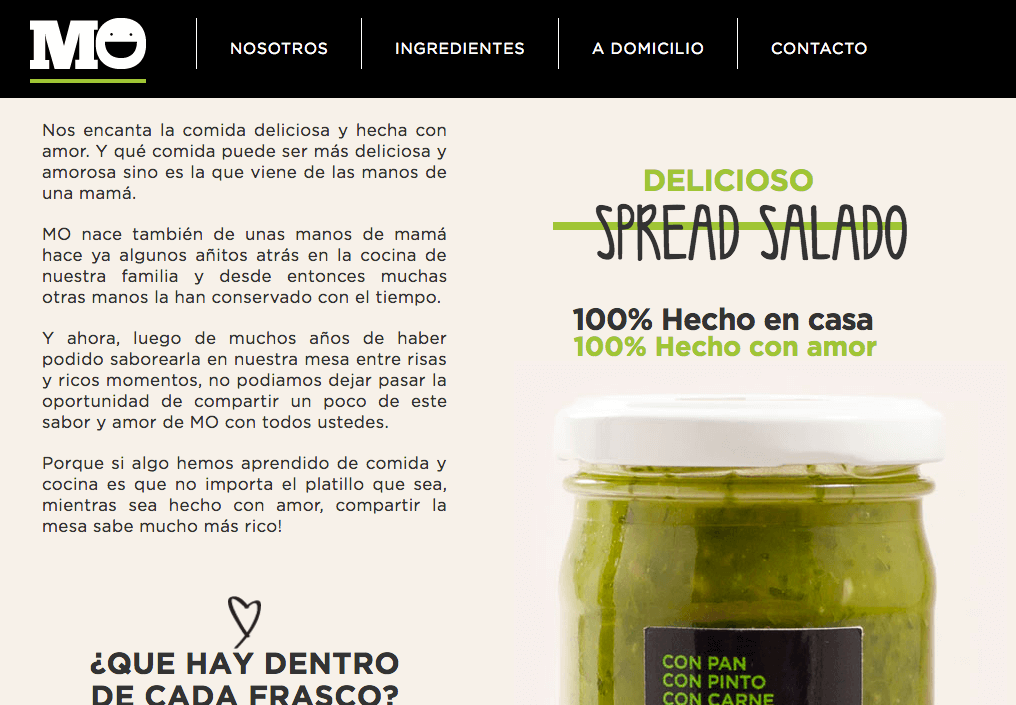 MO
NOSOTROS
INGREDIENTES
A DOMICILIO
CONTACTO
Nos encanta la comida deliciosa y hecha con
amor. Y qué comida puede ser más deliciosa y
amorosa sino es la que viene de las manos de
una mamá.
MO nace también de unas manos de mamá
hace ya algunos añitos atrás en la cocina de
nuestra familia y desde entonces muchas
otras manos la han conservado con el tiempo.
Y ahora, luego de muchos años de haber
podido saborearla en nuestra mesa entre risas
y ricos momentos, no podiamos dejar pasar la
oportunidad de compartir un poco de este
sabor y amor de MO con todos ustedes.
Porque si algo hemos aprendido de comida y
cocina es que no importa el platillo que sea,
mientras sea hecho con amor, compartir la
mesa sabe mucho más rico!
¿QUE HAY DENTRO
DE CADA FRASCO?
DELICIOSO
SPREAD SALADO
100% Hecho en casa
100% Hecho con amor
CON PAN
CON PINTO
CON CARNE